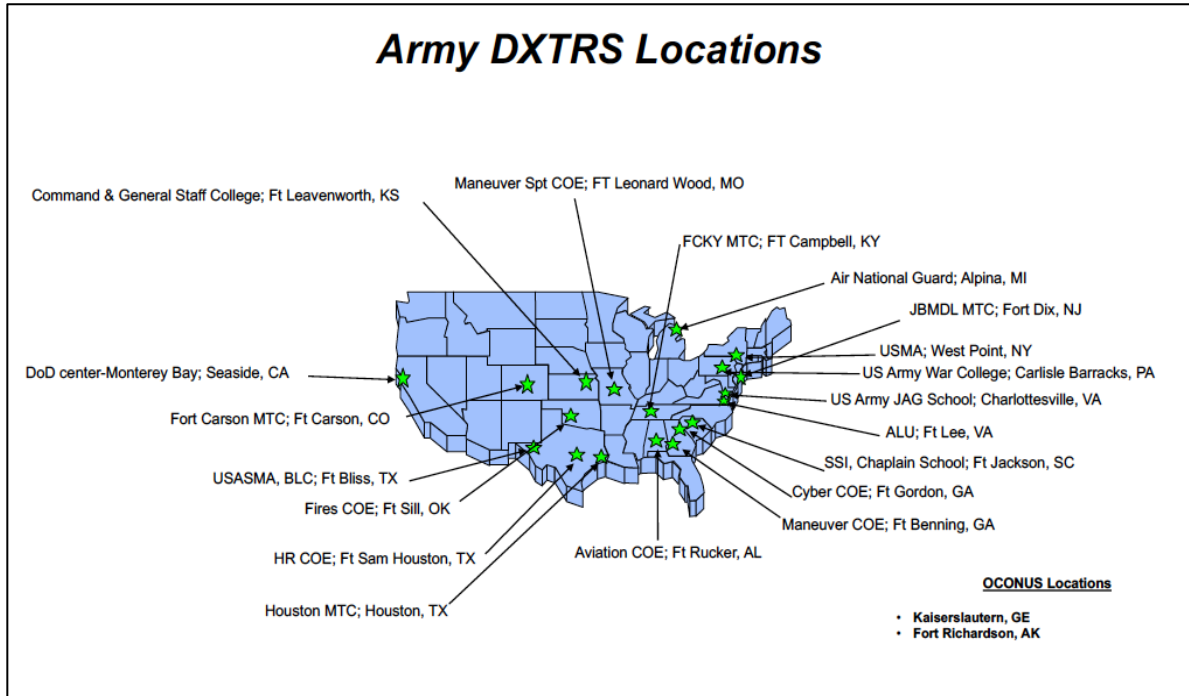 Army DXTRS Locations
Maneuver Spt COE; FT Leonard Wood, MO
Command & General Staff College; Ft Leavenworth, KS
FCKY MTC; FT Campbell, KY
Air National Guard; Alpina, MI
JBMDL MTC; Fort Dix, NJ
USMA; West Point, NY
DoD center-Monterey Bay; Seaside, CA
US Army War College; Carlisle Barracks, PA
US Army JAG School; Charlottesville, VA
Fort Carson MTC; Ft Carson, CO
ALU; Ft Lee, VA
SSI, Chaplain School; Ft Jackson, SC
USASMA, BLC; Ft Bliss, TX
Cyber COE; Ft Gordon, GA
Fires COE; Ft Sill, OK
Maneuver COE; Ft Benning, GA
Aviation COE; Ft Rucker, AL
HR COE; Ft Sam Houston, TX
Houston MTC; Houston, TX
OCONUS Locations
• Kaiserslautern, GE
• Fort Richardson, AK